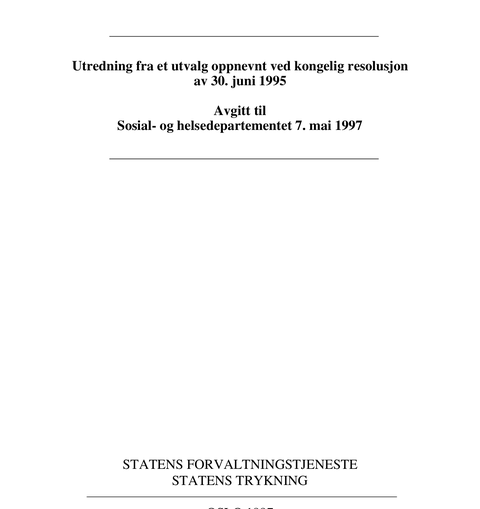 Utredning fra et utvalg oppnevnt ved kongelig resolusjon
av 30. juni 1995
Avgitt til
Sosial- og helsedepartementet 7. mai 1997
STATENS FORVALTNINGSTJENESTE
STATENS TRYKNING